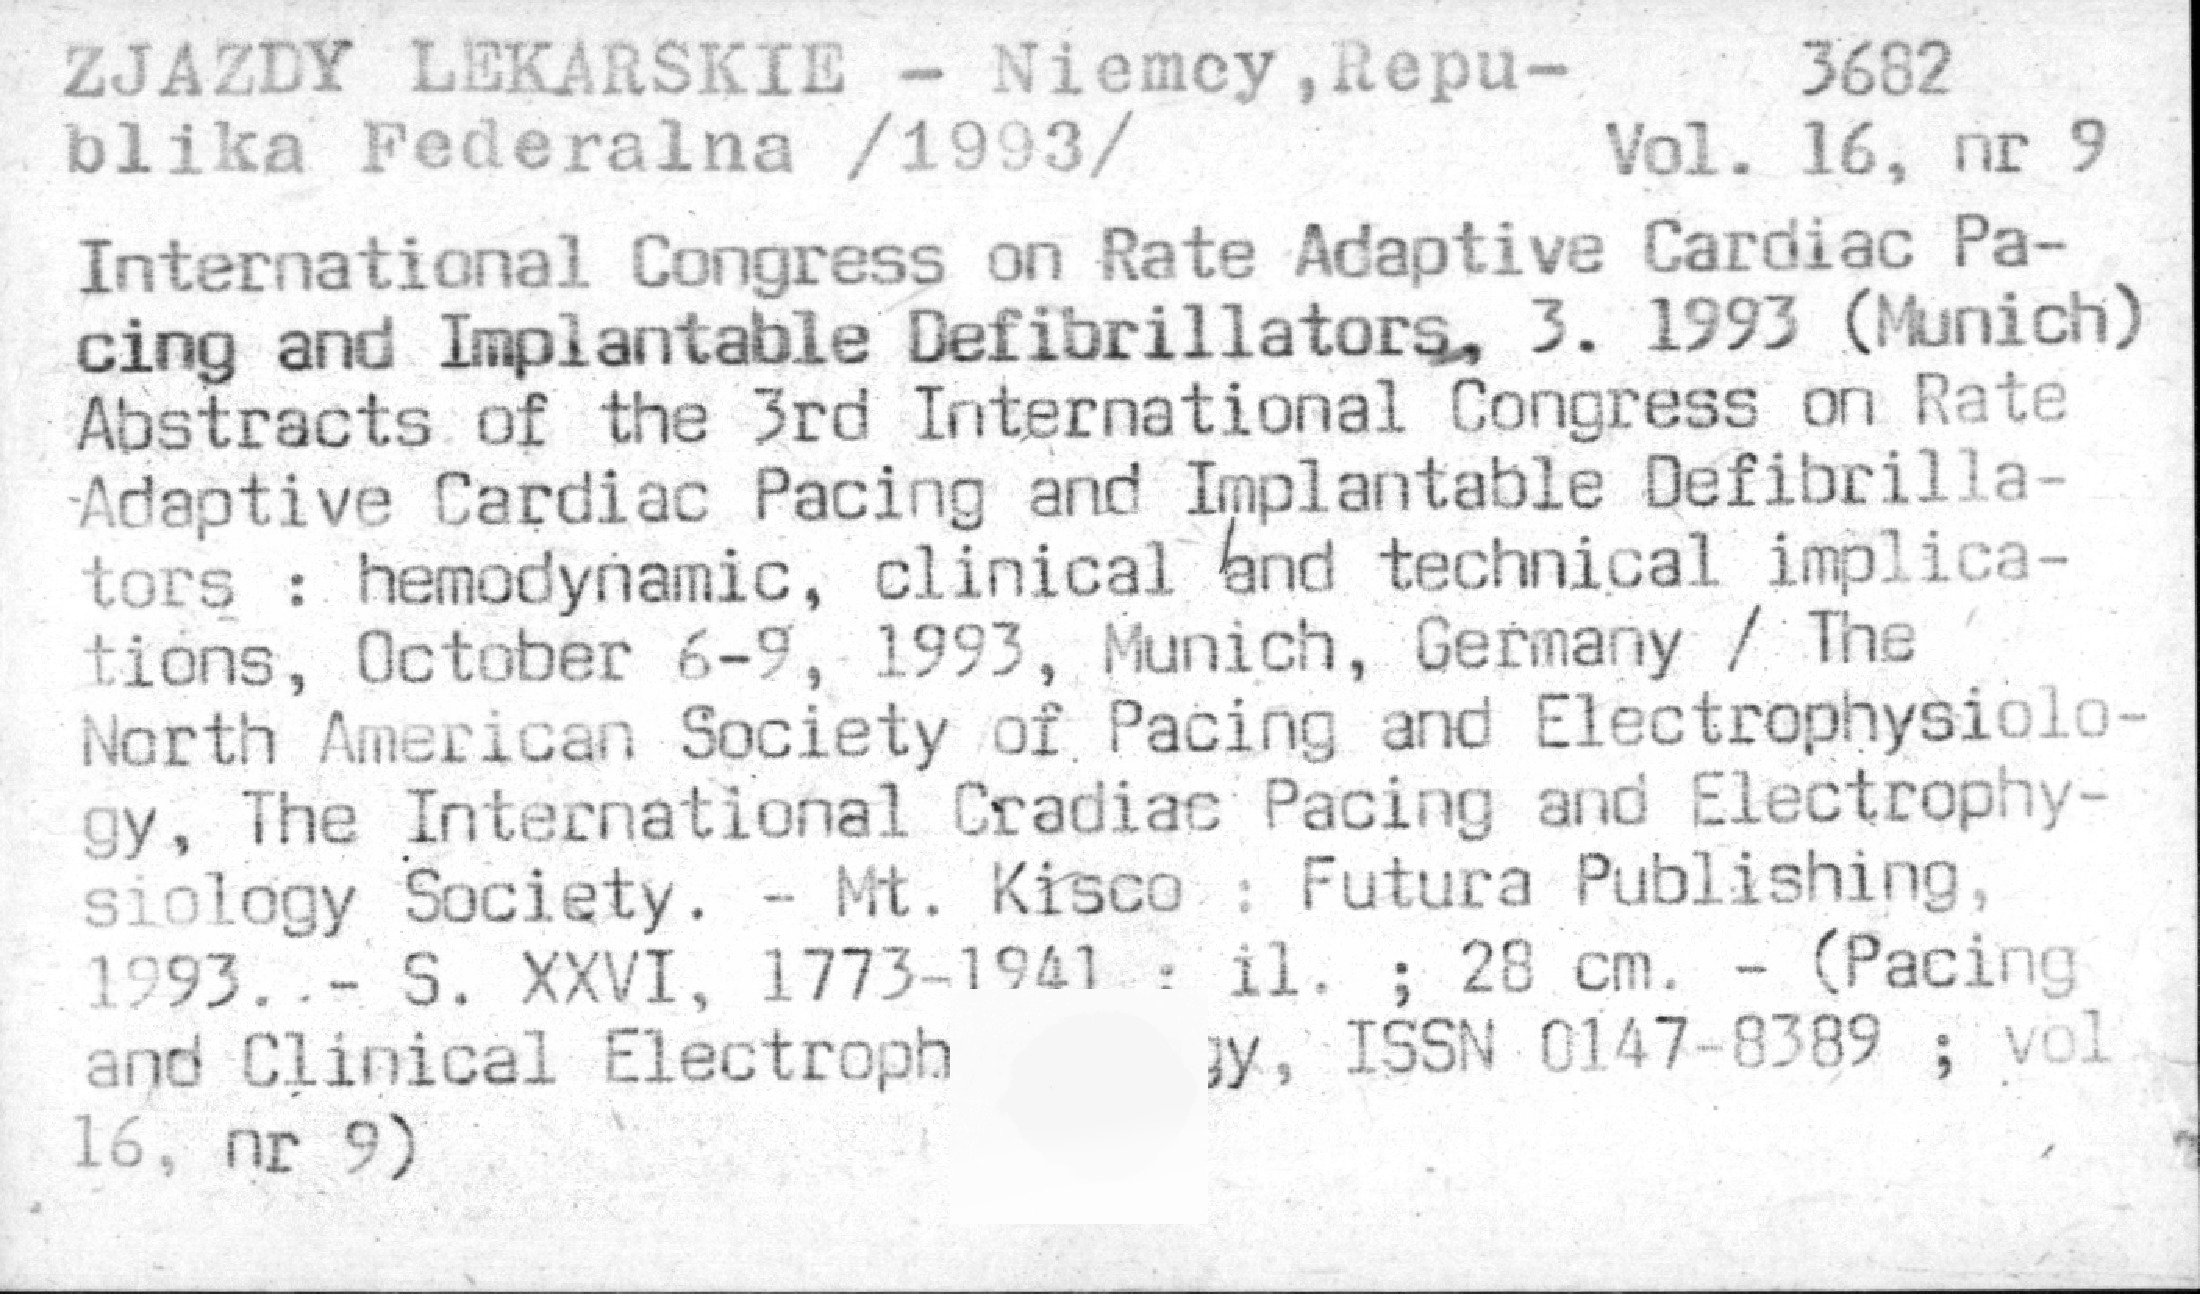 ZJAZDY LEKARSKIE - Niemcy,Repu- 3682
blika Federalna /1993/ Vol. 16, nr 9
International Congress on Rate Adaptive Cardiac Pa-
cing and Implantable Defibrillators, 3. 1993 (Munich)
Abstracts of the 3rd International Congress on Rate
Adaptive Cardiac Pacing and Implantable Defibrilla-
tors : hemodynamic, clinical and technical implica-
tions, October 6-9, 1993, Munich, Germany / The
North American Society of Pacing and Electrophysiolo-
gy, The International Cradiac Pacing and Electrophy-
siology Society. - Mt. Kisco : Futura Publishing,
1993. - S. XXVI, 1773-1941 : il. ; 28 cm. - (Pacing
and Clinical Electroph gy, ISSN 0147-8389 ; vol
16, nr 9)